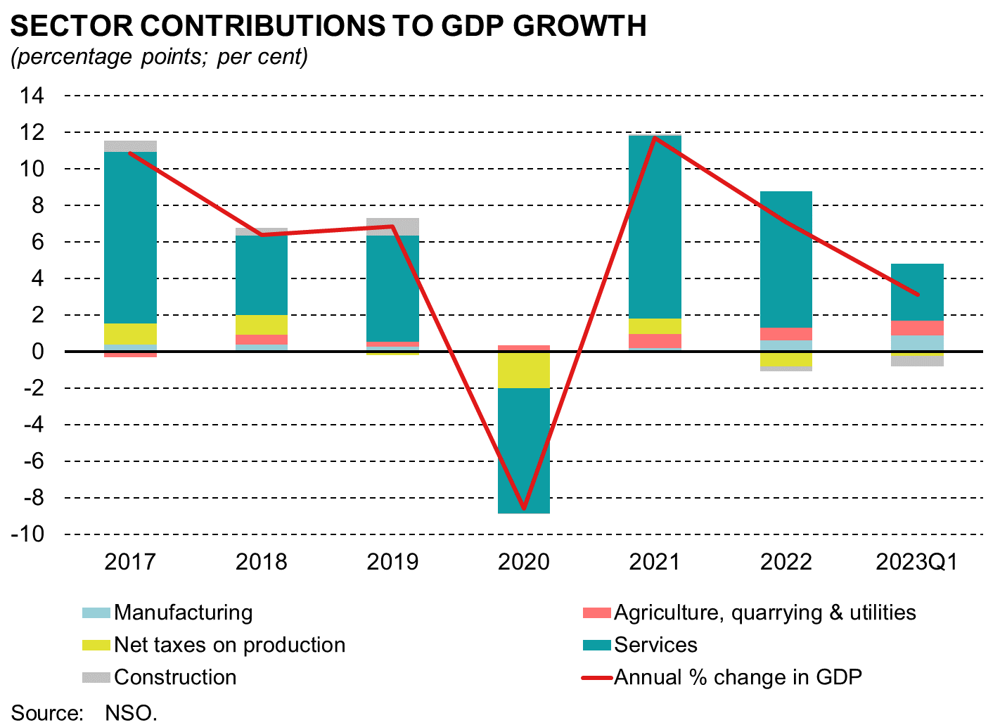 SECTOR CONTRIBUTIONS TO GDP GROWTH
(percentage points; per cent)
14
12
10
8
6
4
2
0
-2
-4
-6
-8
-10
2017 2018 2019 2020 2021 2022 2023Q1
Manufacturing Agriculture, quarrying & utilities
Net taxes on production Services
Construction Annual % change in GDP
Source: NSO.